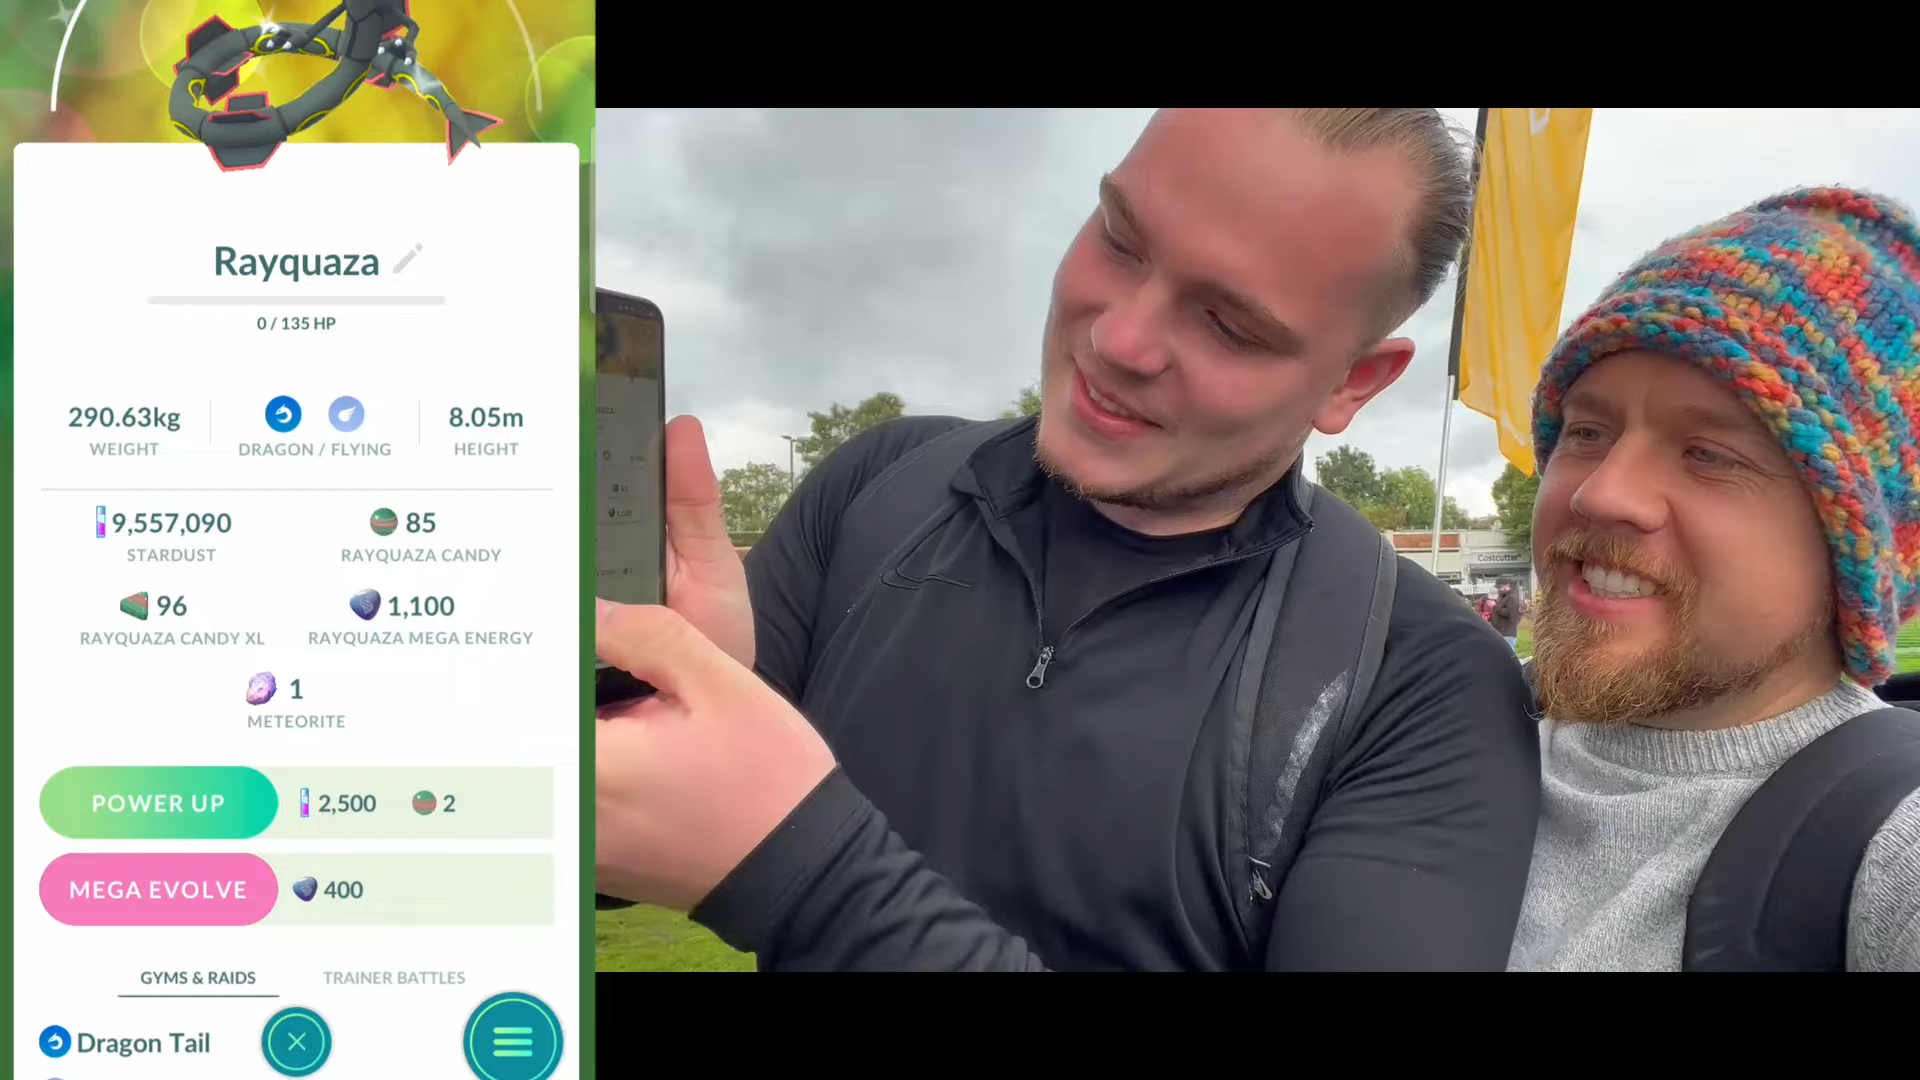 Rayquaza
0 / 135 HP
290.63kg
WEIGHT
DRAGON / FLYING
8.05m
HEIGHT
9,557,090
STARDUST
85
RAYQUAZA CANDY
96
RAYQUAZA CANDY XL
1,100
RAYQUAZA MEGA ENERGY
1
METEORITE
POWER UP
2,500
2
MEGA EVOLVE
400
GYMS & RAIDS
TRAINER BATTLES
Dragon Tail
Costcutter